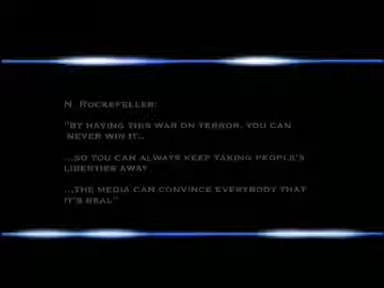 N. ROCKEFELLER:
"BY HAVING THIS WAR ON TERROR, YOU CAN
NEVER WIN IT...
...SO YOU CAN ALWAYS KEEP TAKING PEOPLE'S
LIBERTIES AWAY
...THE MEDIA CAN CONVINCE EVERYBODY THAT
IT'S REAL"